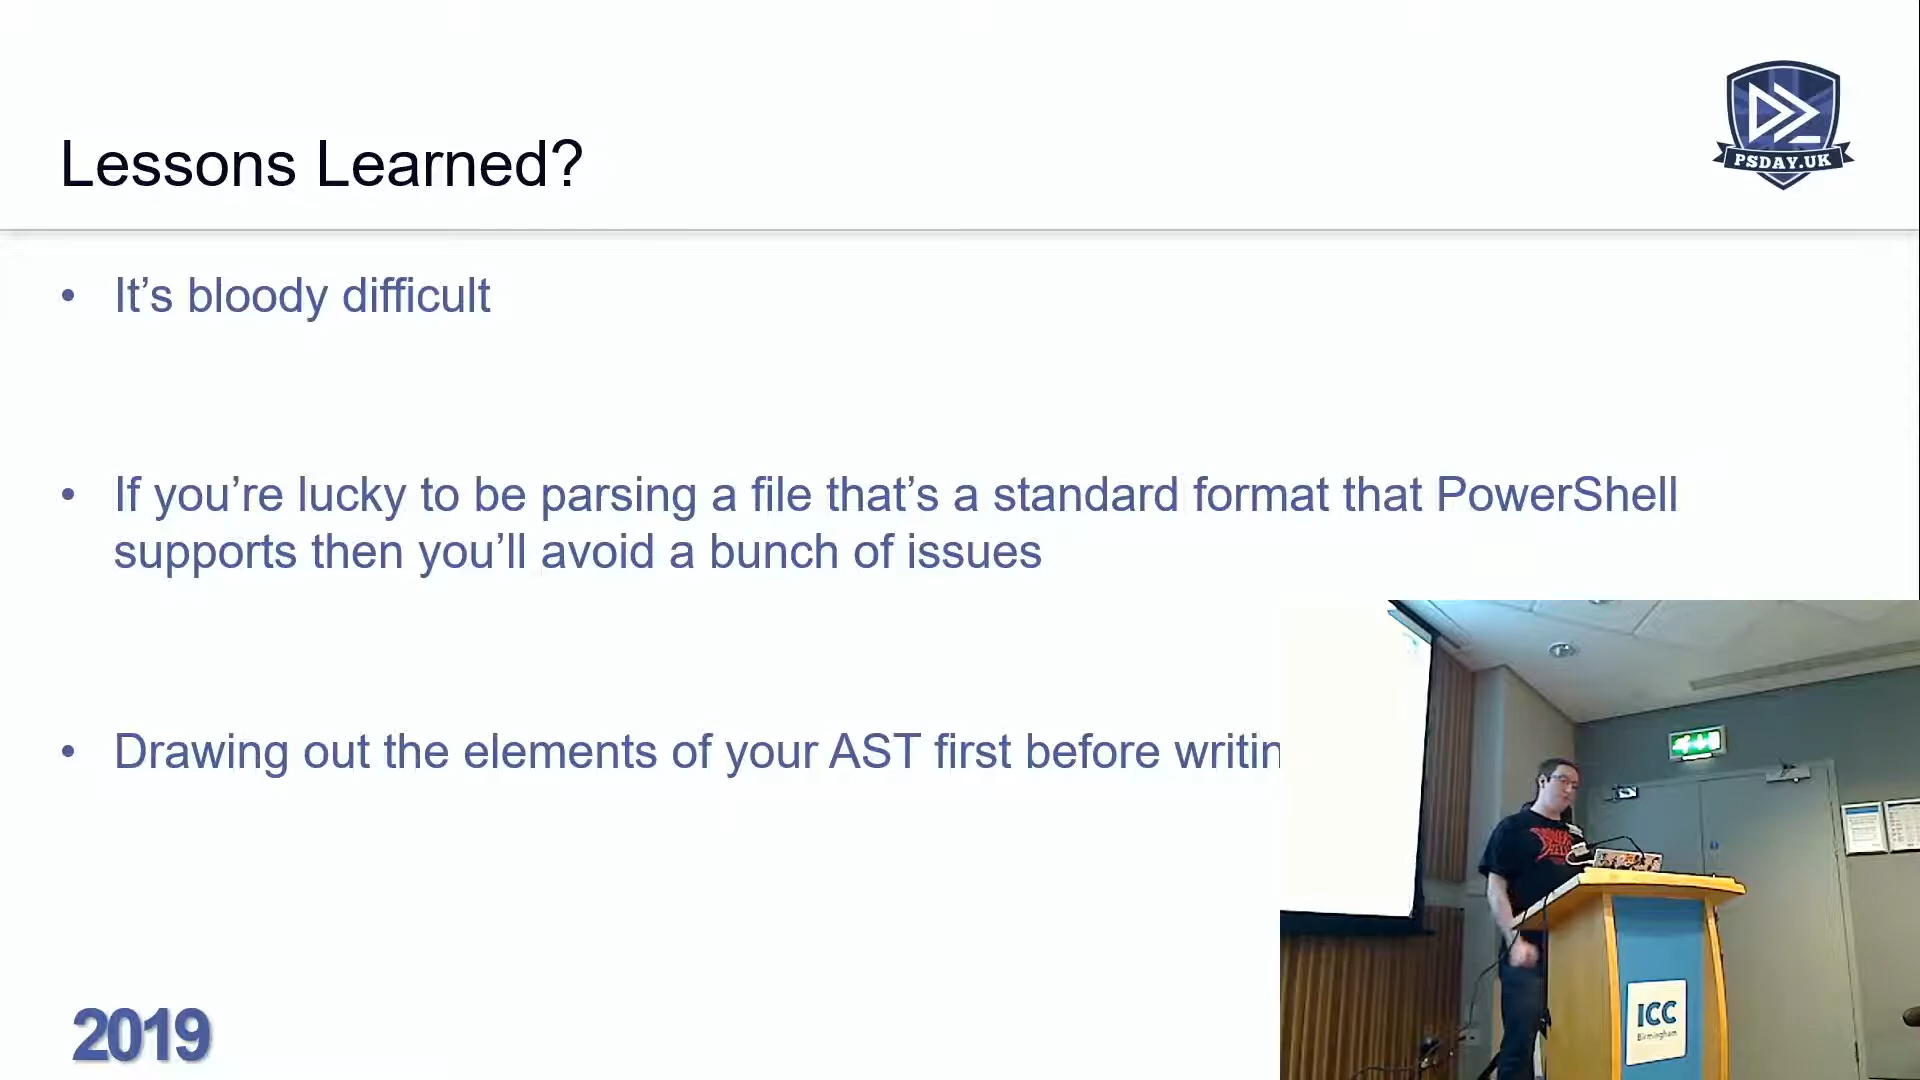 Lessons Learned?
PSDAY.UK
• It’s bloody difficult
• If you’re lucky to be parsing a file that’s a standard format that PowerShell
supports then you’ll avoid a bunch of issues
• Drawing out the elements of your AST first before writin
2019
ICC
Birmingham